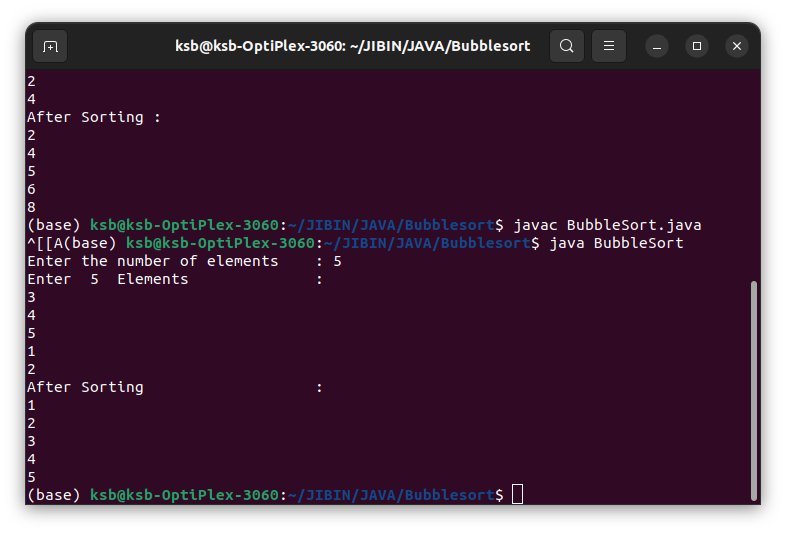 ksb@ksb-OptiPlex-3060: ~/JIBIN/JAVA/Bubblesort
2
4
After Sorting :
2
4
5
6
8
(base) ksb@ksb-OptiPlex-3060:~/JIBIN/JAVA/Bubblesort$ javac BubbleSort.java
^[[A(base) ksb@ksb-OptiPlex-3060:~/JIBIN/JAVA/Bubblesort$ java BubbleSort
Enter the number of elements    : 5
Enter  5  Elements              :
3
4
5
1
2
After Sorting                   :
1
2
3
4
5
(base) ksb@ksb-OptiPlex-3060:~/JIBIN/JAVA/Bubblesort$